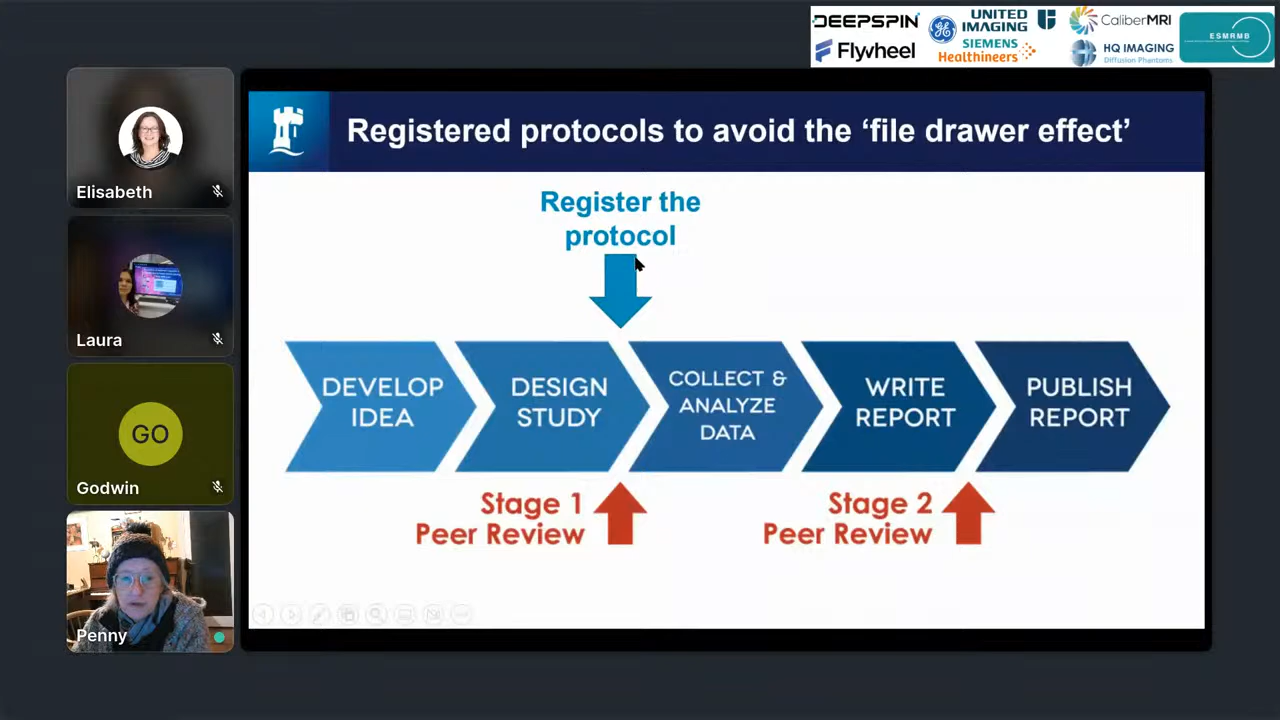 DEEPSPIN
Flywheel
UNITED
IMAGING
SIEMENS
Healthineers
CaliberMRI
HQ IMAGING
Diffusion Phantoms
ESMRMB
Elisabeth
Laura
GO
Godwin
Penny
Registered protocols to avoid the ‘file drawer effect’
Register the
protocol
DEVELOP
IDEA
DESIGN
STUDY
COLLECT &
ANALYZE
DATA
WRITE
REPORT
PUBLISH
REPORT
Stage 1
Peer Review
Stage 2
Peer Review